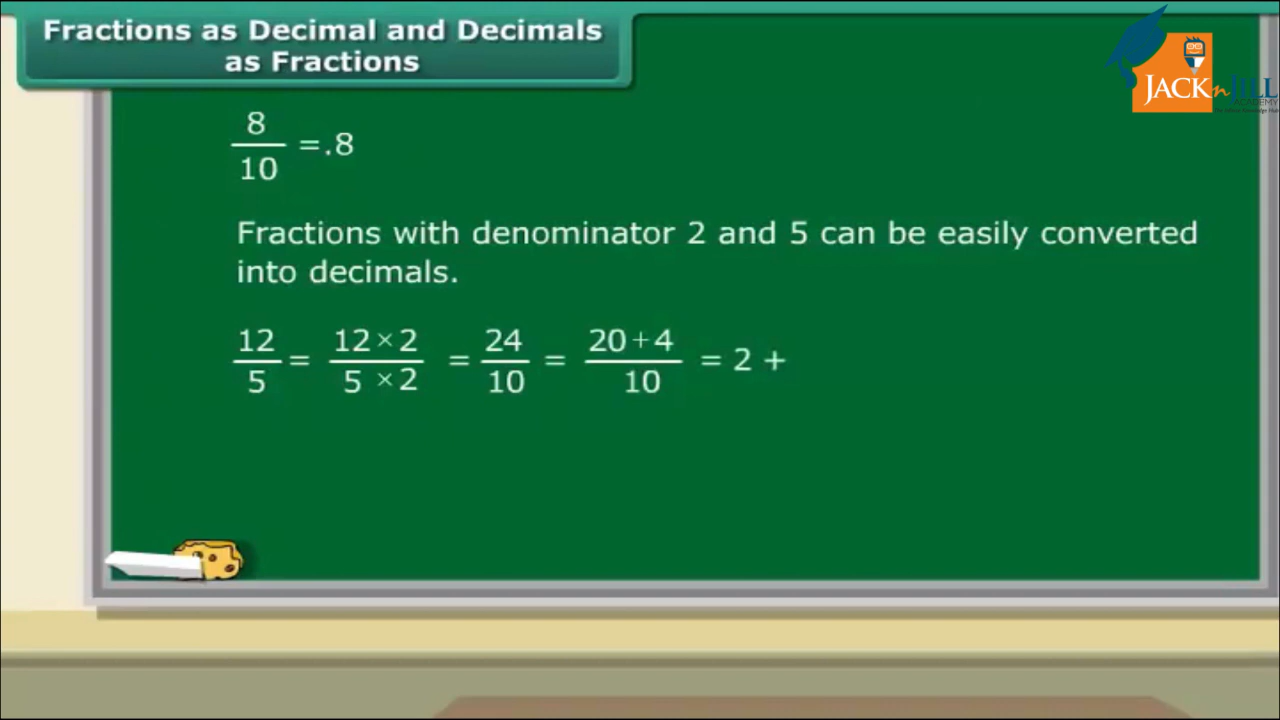 Fractions as Decimal and Decimals
as Fractions
JACK n JILL
ACADEMY
8/10 = .8
Fractions with denominator 2 and 5 can be easily converted
into decimals.
12/5 = 12 × 2/5 × 2 = 24/10 = 20 + 4/10 = 2 +